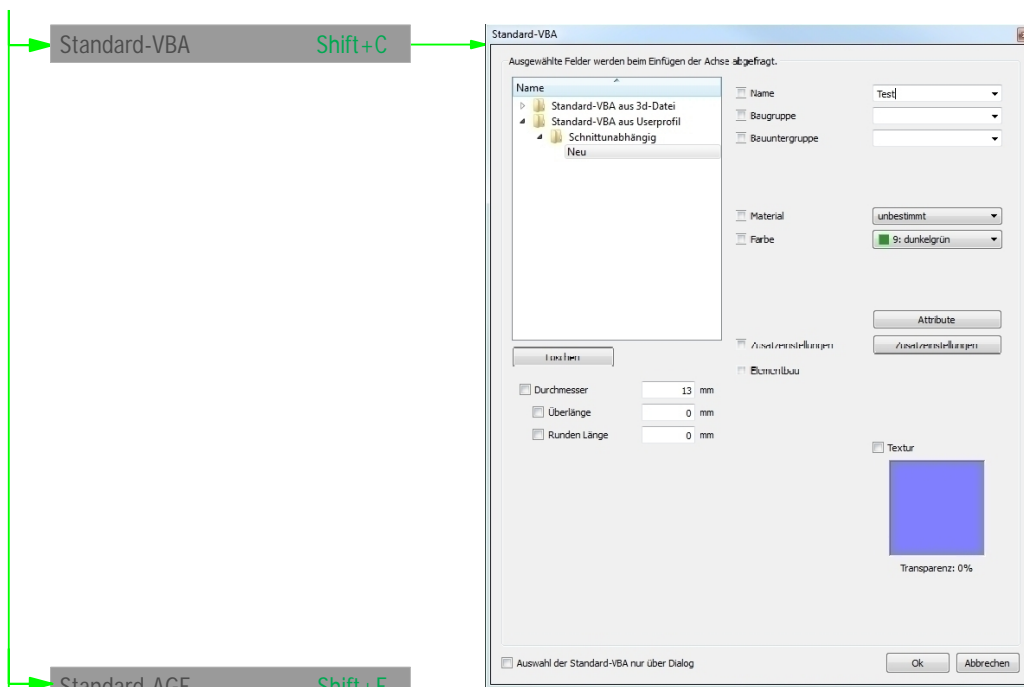 Standard-VBA Shift+C
Standard-VBA
Ausgewählte Felder werden beim Einfügen der Achse abgefragt.
Name
Standard-VBA aus 3d-Datei
Standard-VBA aus Userprofil
Schnittunabhängig
Neu
Name Test
Baugruppe
Bauuntergruppe
Material unbestimmt
Farbe 9: dunkelgrün
Attribute
Zusatzeinstellungen Zusatzeinstellungen
Löschen
Elementbau
Durchmesser 13 mm
Überlänge 0 mm
Runden Länge 0 mm
Textur
Transparenz: 0%
Auswahl der Standard-VBA nur über Dialog
Ok Abbrechen
Standard-AGF Shift+F